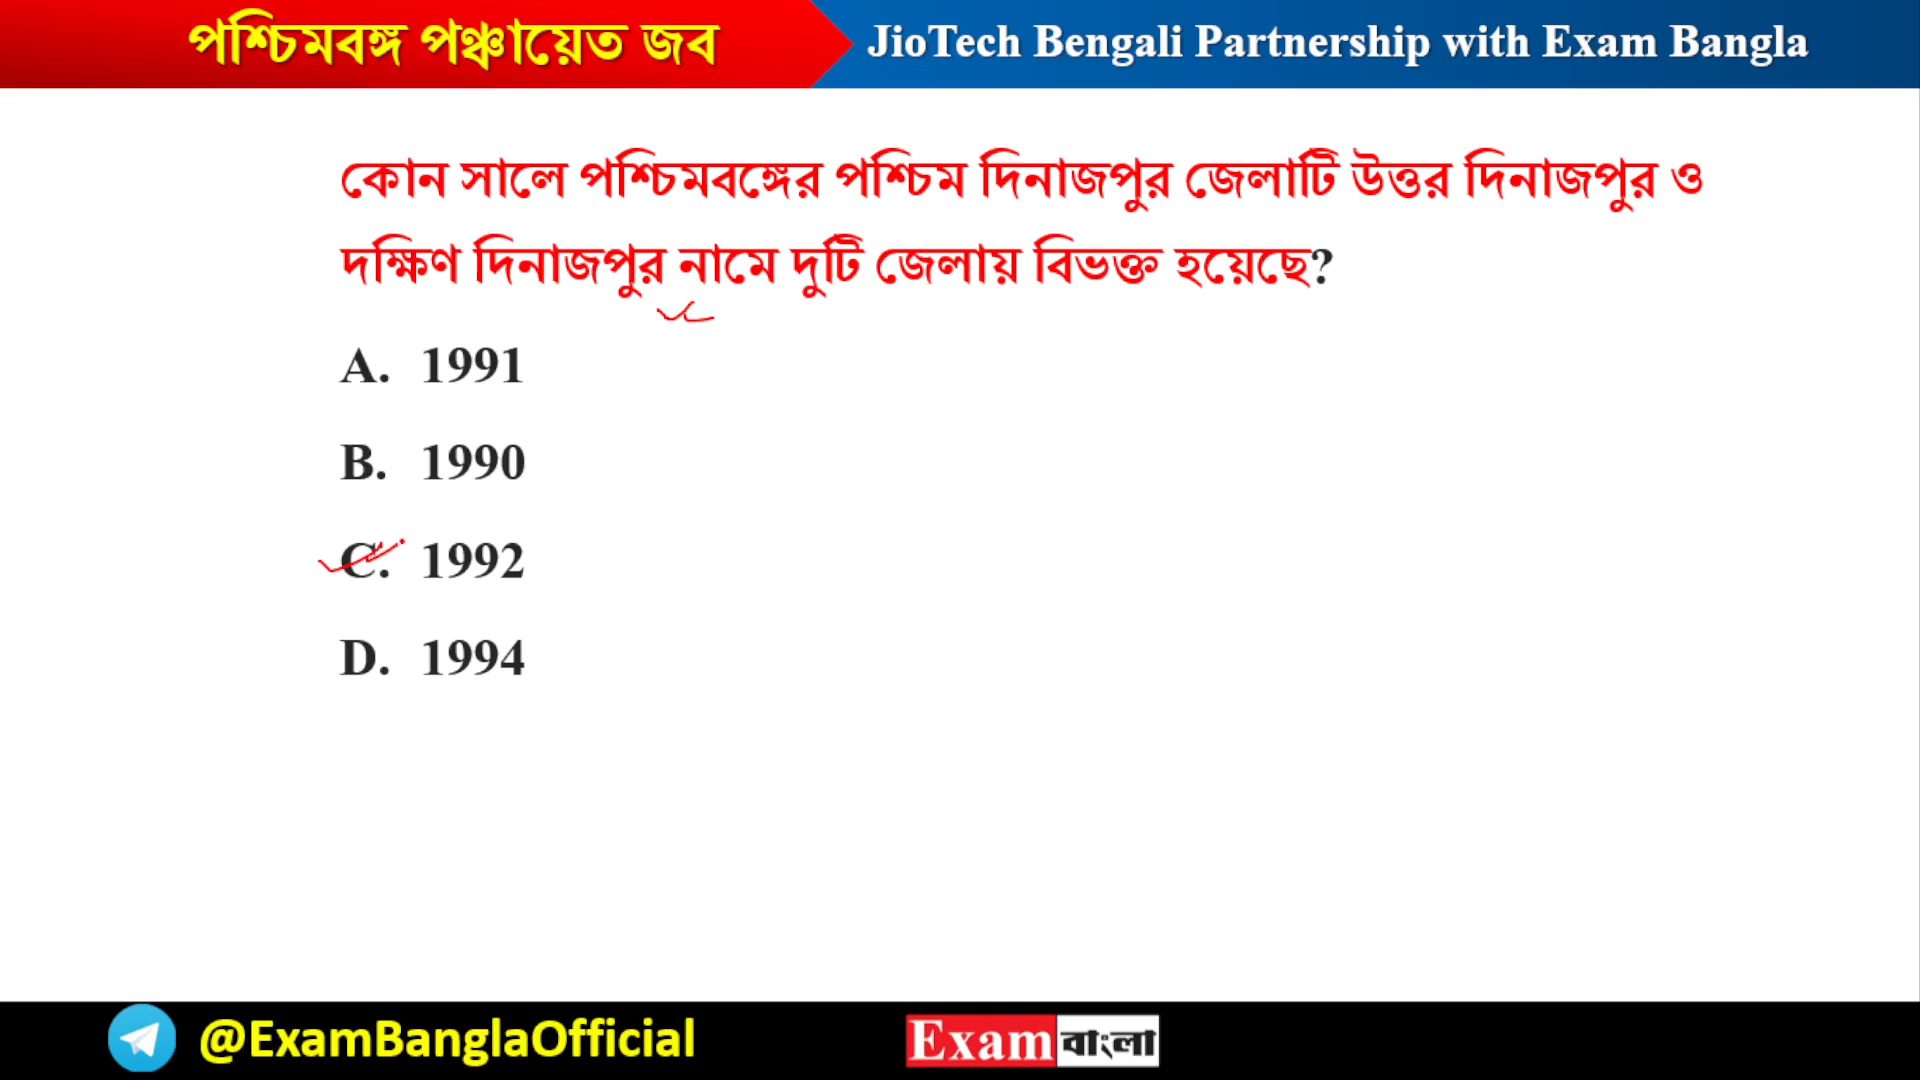 পশ্চিমবঙ্গ পঞ্চায়েত জব
JioTech Bengali Partnership with Exam Bangla
কোন সালে পশ্চিমবঙ্গের পশ্চিম দিনাজপুর জেলাটি উত্তর দিনাজপুর ও
দক্ষিণ দিনাজপুর নামে দুটি জেলায় বিভক্ত হয়েছে?
A. 1991
B. 1990
C. 1992
D. 1994
@ExamBanglaOfficial
Exam বাংলা